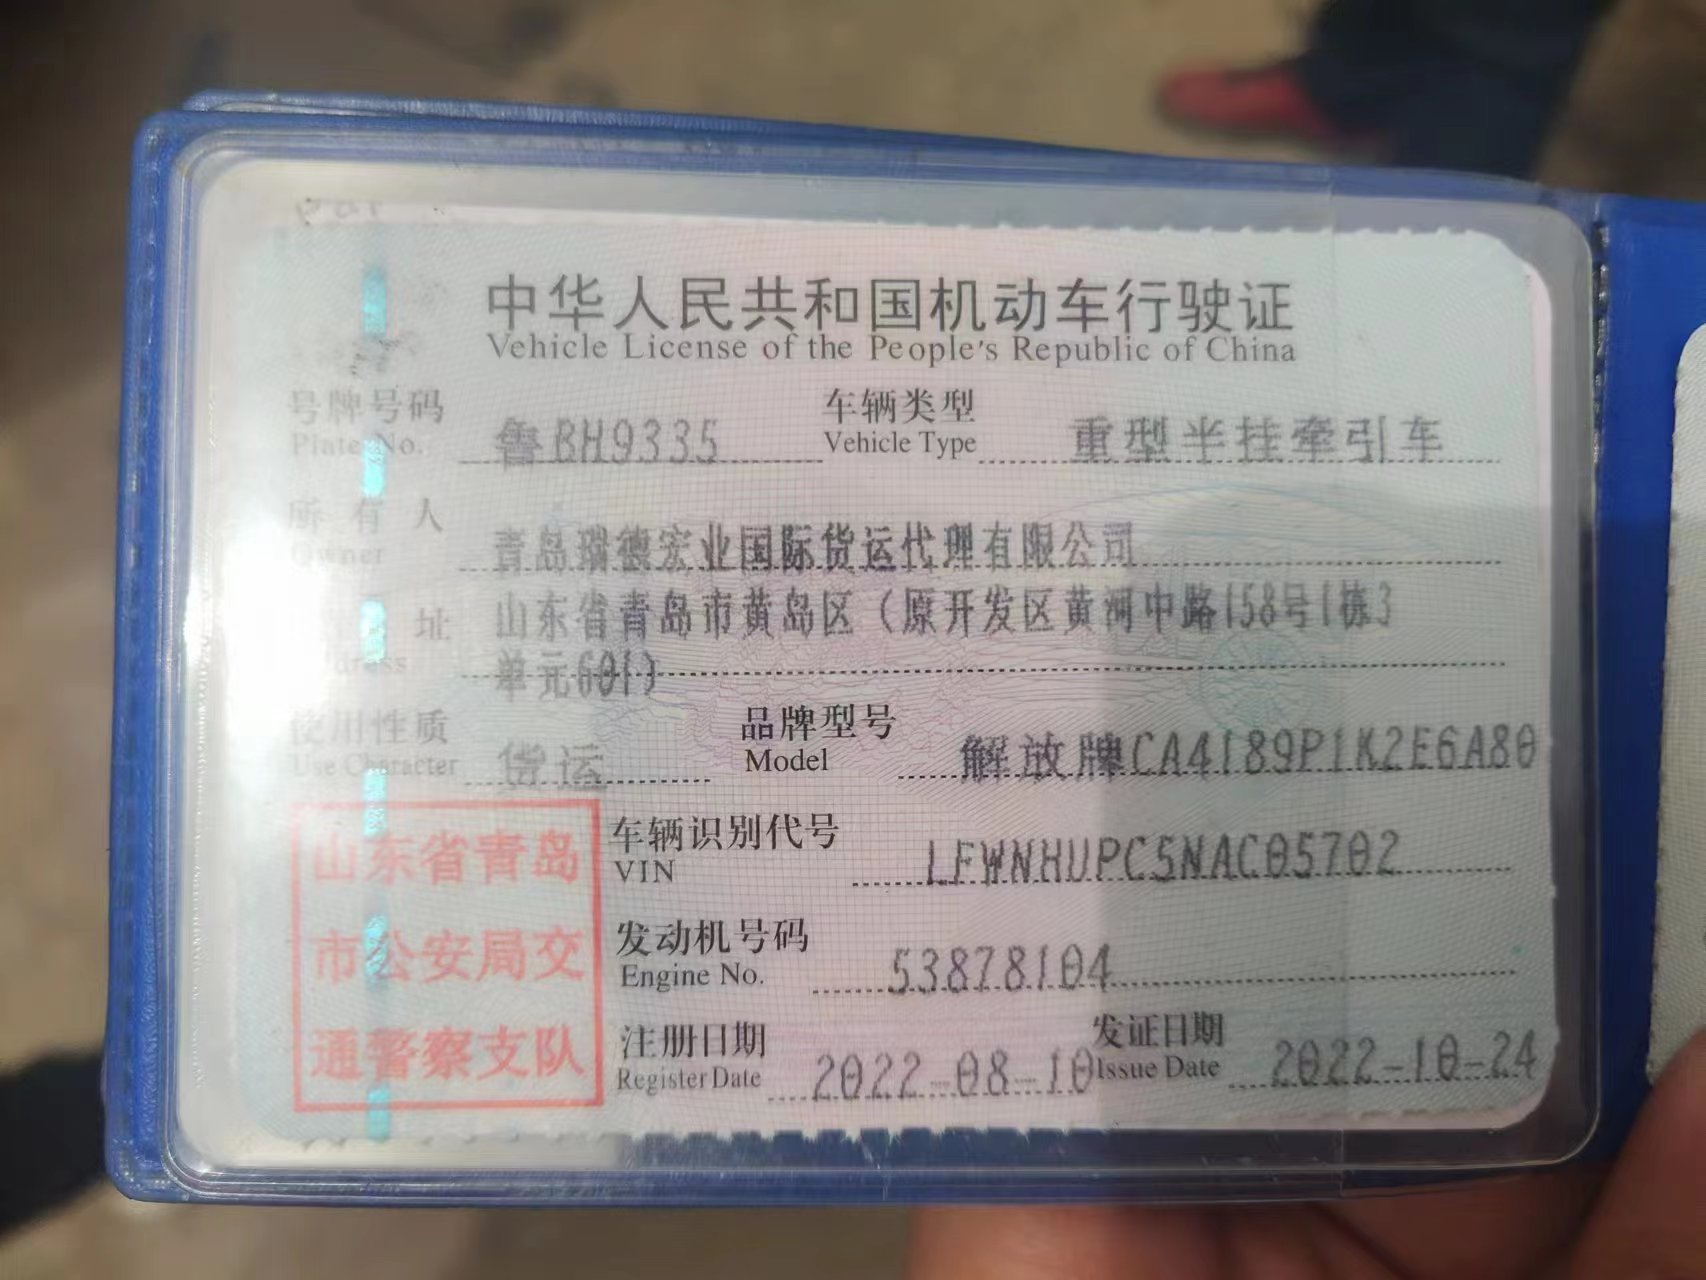 中华人民共和国机动车行驶证
Vehicle License of the People's Republic of China
号牌号码 鲁BH9335 车辆类型 重型半挂牵引车
Plate No. Vehicle Type
所有人 青岛瑞德宏业国际货运代理有限公司
Owner
址 山东省青岛市黄岛区（原开发区黄河中路158号1栋3
单元601）
使用性质 货运 品牌型号 解放牌CA4189P1K2E6A80
Use Character Model
山东省青岛
市公安局交
通警察支队
车辆识别代号 LFWNHUPC5NAC05702
VIN
发动机号码 53878104
Engine No.
注册日期 2022-08-10 发证日期 2022-10-24
Register Date Issue Date